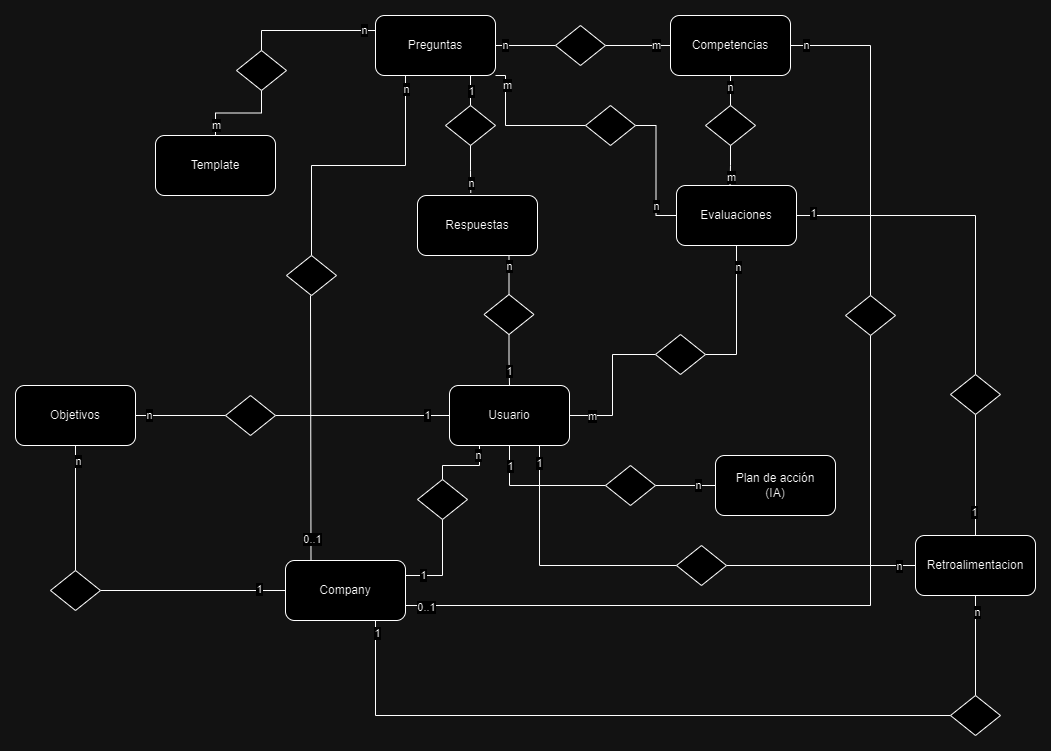 n
Preguntas
n
m
Competencias
n
n
1
m
n
m
Template
n
m
n
Evaluaciones
1
Respuestas
n
n
1
Objetivos
n
1
Usuario
m
n
n
1
1
Plan de acción
(IA)
n
1
0..1
Company
1
1
0..1
n
Retroalimentacion
1
n